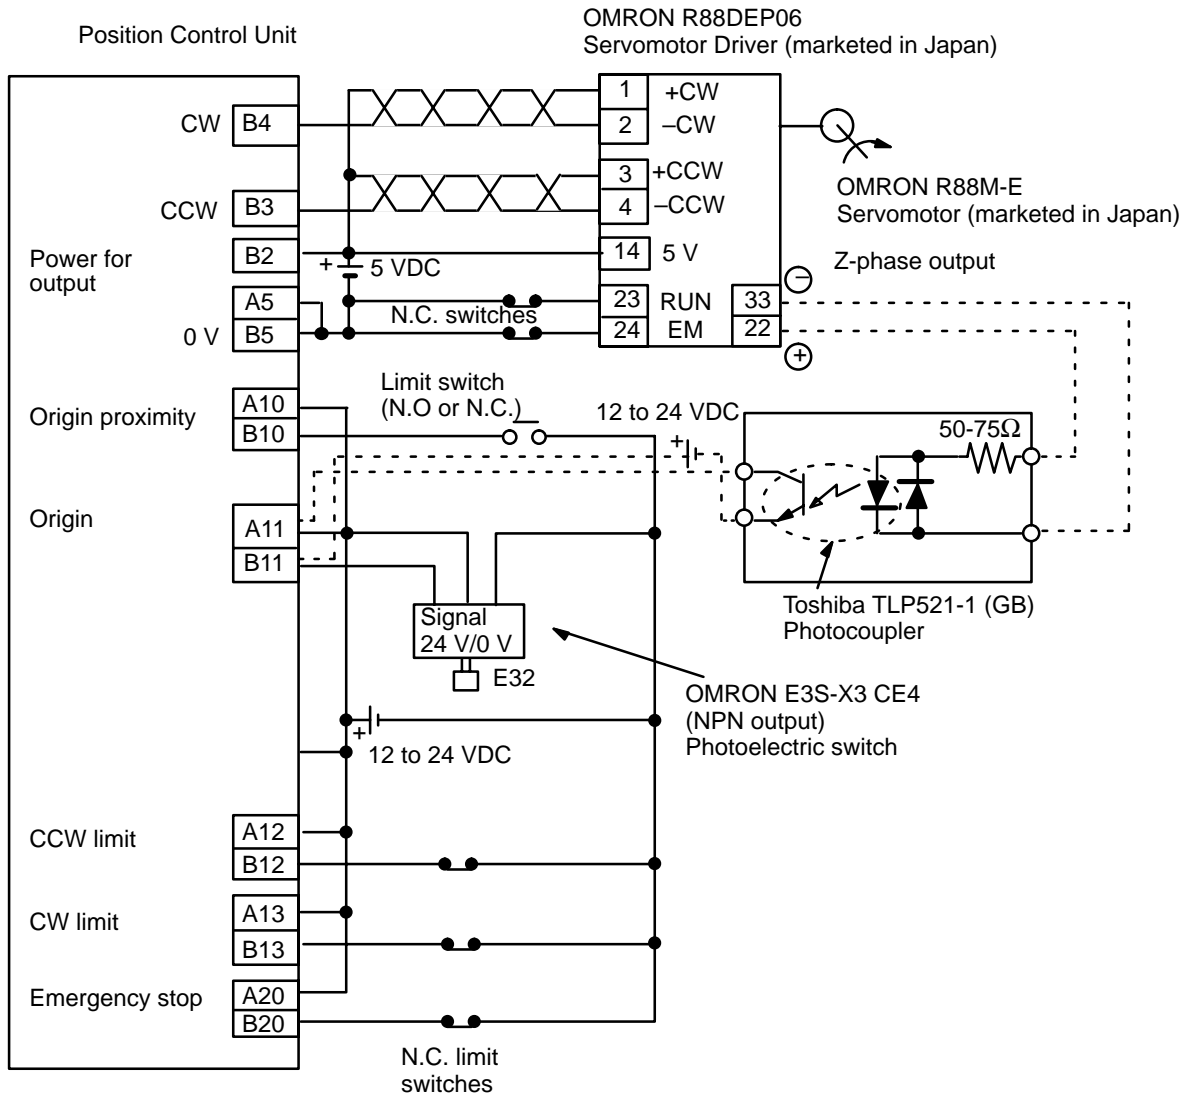 OMRON R88DEP06
Servomotor Driver (marketed in Japan)
Position Control Unit
CW B4
1 +CW
2 –CW
3 +CCW
4 –CCW
CCW B3
OMRON R88M-E
Servomotor (marketed in Japan)
Power for
output
B2
+ 5 VDC
14 5 V
Z-phase output
A5
N.C. switches
23 RUN 33 −
0 V B5
24 EM 22 +
Origin proximity
A10
B10
Limit switch
(N.O or N.C.)
12 to 24 VDC
+
50-75Ω
Origin
A11
B11
Signal
24 V/0 V
E32
Toshiba TLP521-1 (GB)
Photocoupler
OMRON E3S-X3 CE4
(NPN output)
Photoelectric switch
+
12 to 24 VDC
CCW limit
A12
B12
CW limit
A13
B13
Emergency stop
A20
B20
N.C. limit
switches